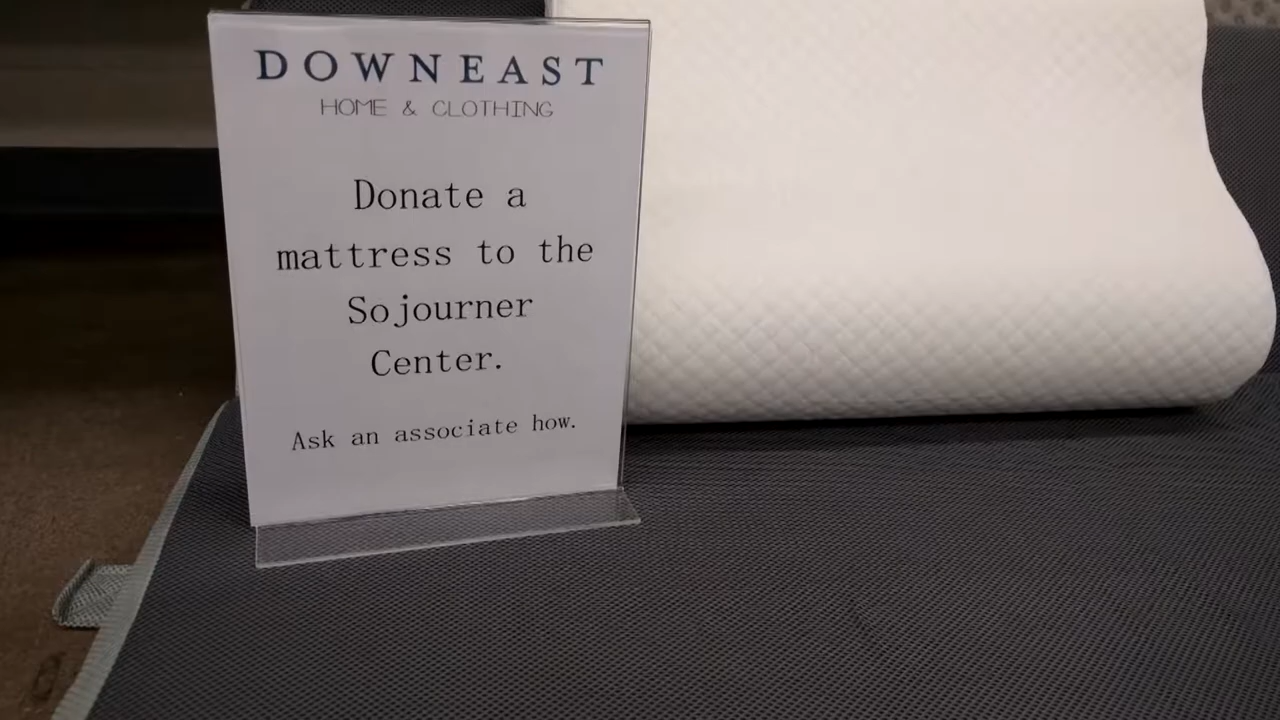 DOWNEAST
HOME & CLOTHING
Donate a
mattress to the
Sojourner
Center.
Ask an associate how.